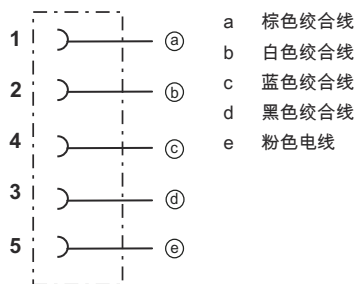 1 a
2 b
4 c
3 d
5 e
a 棕色绞合线
b 白色绞合线
c 蓝色绞合线
d 黑色绞合线
e 粉色电线